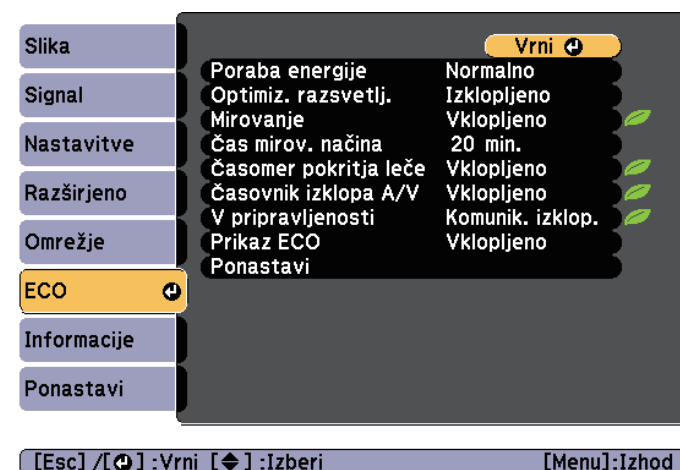 Slika
Signal
Nastavitve
Razširjeno
Omrežje
ECO
Informacije
Ponastavi
Vrni
Poraba energije Normalno
Optimiz. razsvetlj. Izklopljeno
Mirovanje Vklopljeno
Čas mirov. načina 20 min.
Časomer pokritja leče Vklopljeno
Časovnik izklopa A/V Vklopljeno
V pripravljenosti Komunik. izklop.
Prikaz ECO Vklopljeno
Ponastavi
[Esc] /[⏎] :Vrni [◆] :Izberi [Menu]:Izhod